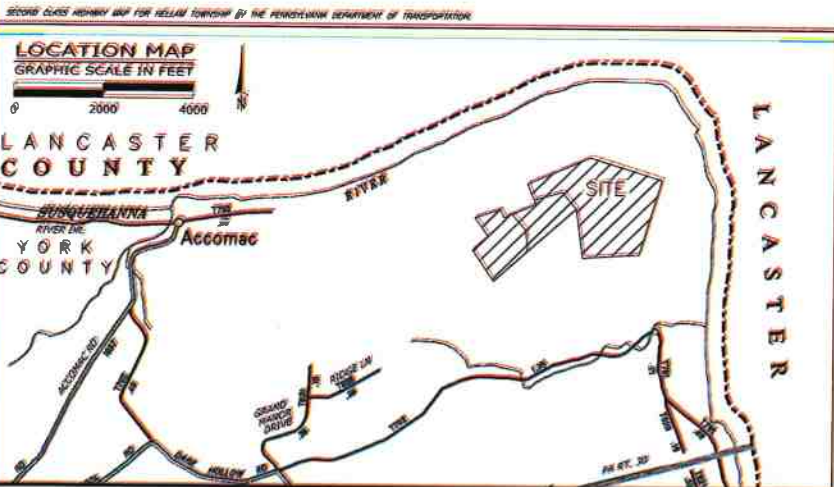 SECOND CLASS HIGHWAY MAP FOR HELLAM TOWNSHIP BY THE PENNSYLVANIA DEPARTMENT OF TRANSPORTATION.
LOCATION MAP
GRAPHIC SCALE IN FEET
0 2000 4000
N
LANCASTER
COUNTY
SUSQUEHANNA
RIVER
RIVER DR.
Accomac
YORK
COUNTY
SITE
LANCASTER
ACCOMAC RD
RIDGE LN
GRAND
MANOR
DRIVE
DARK
HOLLOW
RD
RD
PA RT. 30